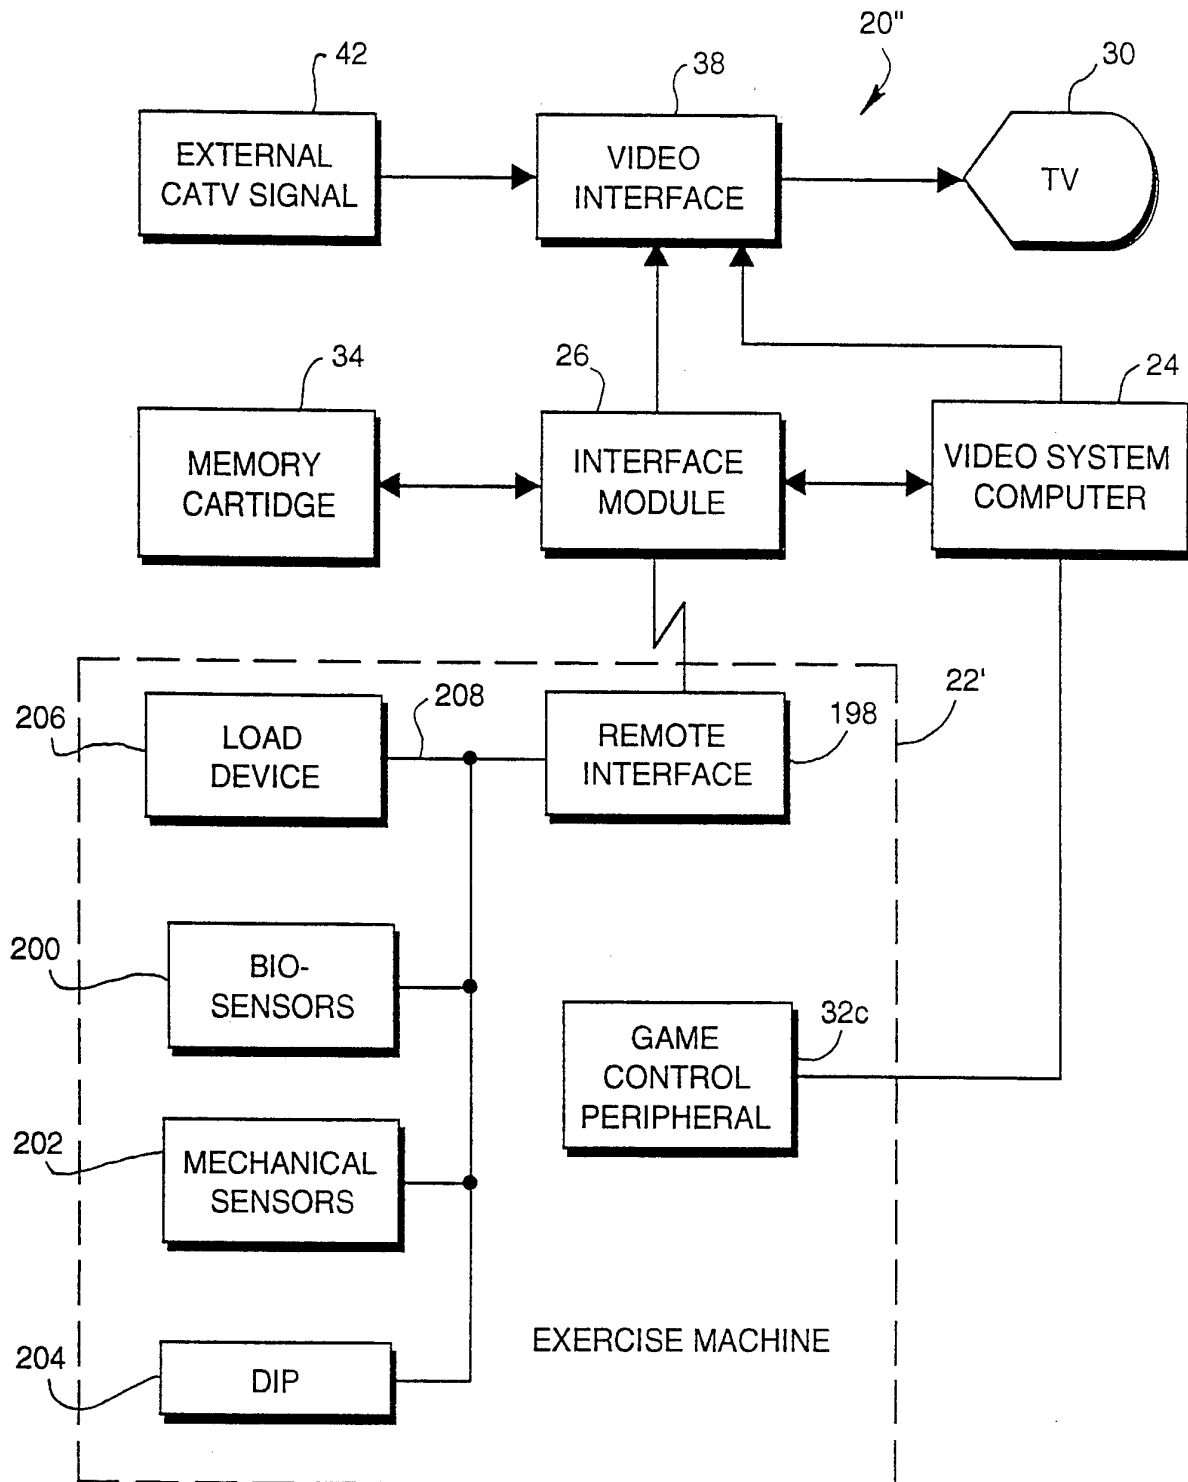 20"
42
38
30
EXTERNAL
CATV SIGNAL
VIDEO
INTERFACE
TV
34
26
24
MEMORY
CARTIDGE
INTERFACE
MODULE
VIDEO SYSTEM
COMPUTER
22'
206
208
198
LOAD
DEVICE
REMOTE
INTERFACE
200
BIO-
SENSORS
32c
GAME
CONTROL
PERIPHERAL
202
MECHANICAL
SENSORS
EXERCISE MACHINE
204
DIP